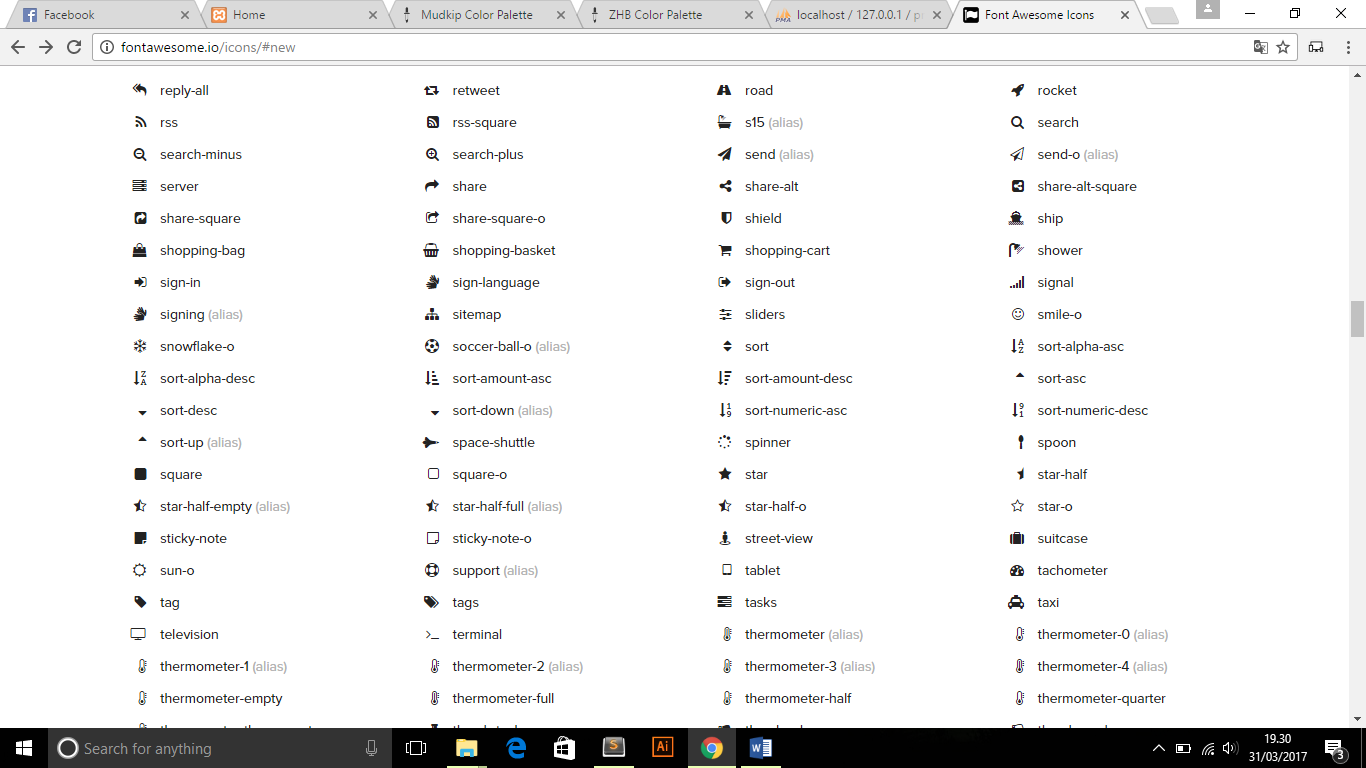 Facebook Home Mudkip Color Palette ZHB Color Palette localhost / 127.0.0.1 / p Font Awesome Icons
fontawesome.io/icons/#new
reply-all retweet road rocket
rss rss-square s15 (alias) search
search-minus search-plus send (alias) send-o (alias)
server share share-alt share-alt-square
share-square share-square-o shield ship
shopping-bag shopping-basket shopping-cart shower
sign-in sign-language sign-out signal
signing (alias) sitemap sliders smile-o
snowflake-o soccer-ball-o (alias) sort sort-alpha-asc
sort-alpha-desc sort-amount-asc sort-amount-desc sort-asc
sort-desc sort-down (alias) sort-numeric-asc sort-numeric-desc
sort-up (alias) space-shuttle spinner spoon
square square-o star star-half
star-half-empty (alias) star-half-full (alias) star-half-o star-o
sticky-note sticky-note-o street-view suitcase
sun-o support (alias) tablet tachometer
tag tags tasks taxi
television terminal thermometer (alias) thermometer-0 (alias)
thermometer-1 (alias) thermometer-2 (alias) thermometer-3 (alias) thermometer-4 (alias)
thermometer-empty thermometer-full thermometer-half thermometer-quarter
Search for anything
19.30
31/03/2017
3